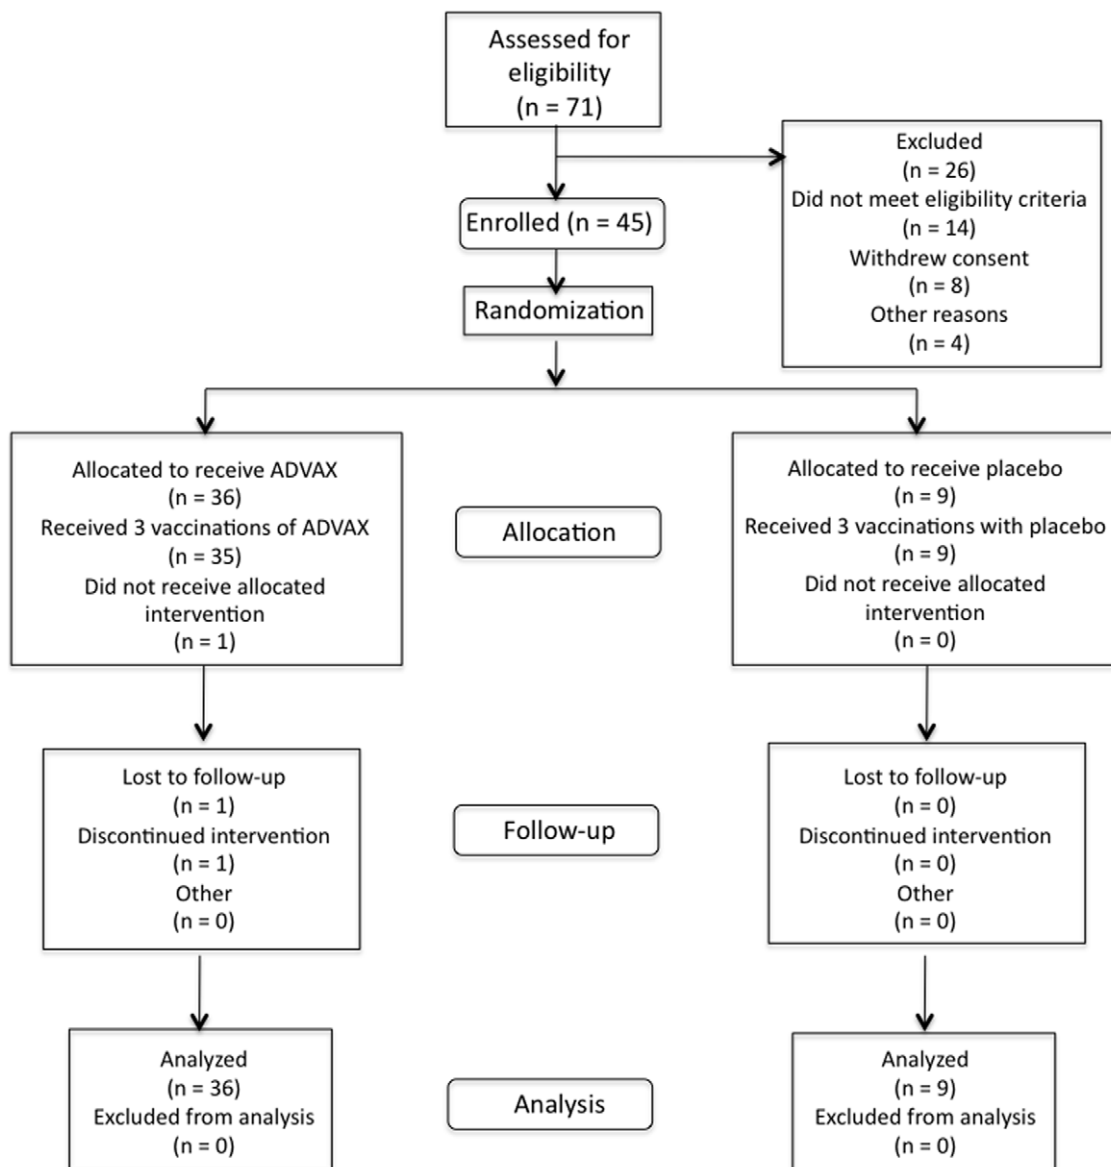 Assessed for
eligibility
(n = 71)
Excluded
(n = 26)
Did not meet eligibility criteria
(n = 14)
Withdrew consent
(n = 8)
Other reasons
(n = 4)
Enrolled (n = 45)
Randomization
Allocated to receive ADVAX
(n = 36)
Received 3 vaccinations of ADVAX
(n = 35)
Did not receive allocated
intervention
(n = 1)
Allocation
Allocated to receive placebo
(n = 9)
Received 3 vaccinations with placebo
(n = 9)
Did not receive allocated
intervention
(n = 0)
Lost to follow-up
(n = 1)
Discontinued intervention
(n = 1)
Other
(n = 0)
Follow-up
Lost to follow-up
(n = 0)
Discontinued intervention
(n = 0)
Other
(n = 0)
Analyzed
(n = 36)
Excluded from analysis
(n = 0)
Analysis
Analyzed
(n = 9)
Excluded from analysis
(n = 0)